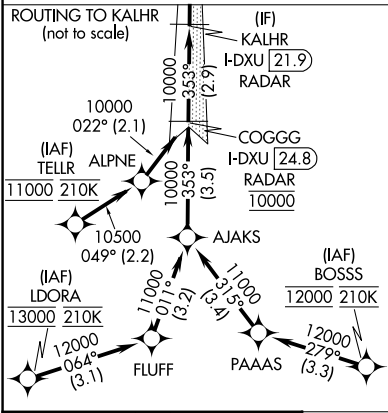 ROUTING TO KALHR
(not to scale)
(IF)
KALHR
I-DXU 21.9
RADAR
10000
353°
(2.9)
10000
022° (2.1)
COGGG
I-DXU 24.8
RADAR
10000
(IAF)
TELLR
11000 210K
ALPNE
10000
353°
(3.5)
10500
049° (2.2)
AJAKS
(IAF)
BOSSS
12000 210K
(IAF)
LDORA
13000 210K
11000
011°
(3.2)
11000
315°
(3.4)
12000
064°
(3.1)
FLUFF
PAAAS
12000
279°
(3.3)